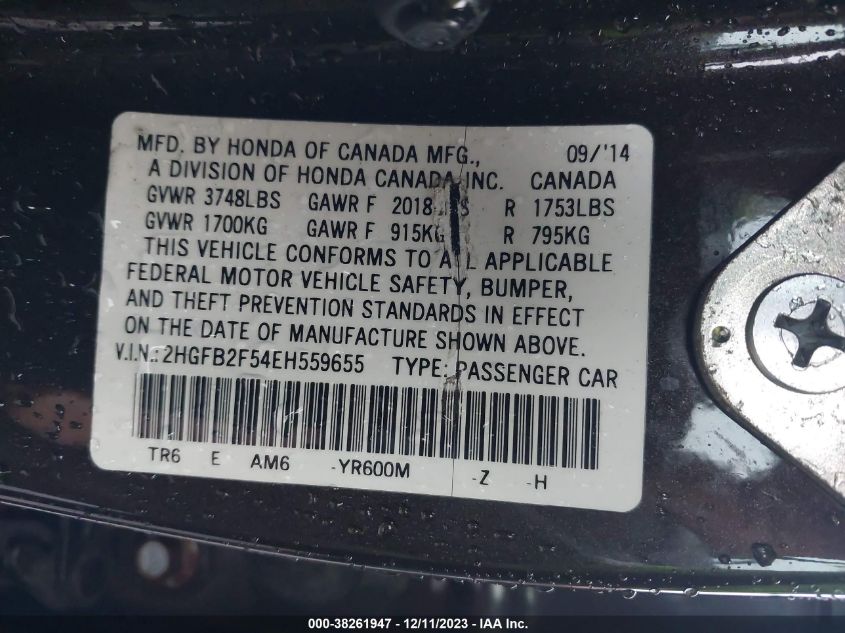 MFD. BY HONDA OF CANADA MFG., 09/'14
A DIVISION OF HONDA CANADA INC. CANADA
GVWR 3748LBS GAWR F 2018LBS R 1753LBS
GVWR 1700KG GAWR F 915KG R 795KG
THIS VEHICLE CONFORMS TO ALL APPLICABLE
FEDERAL MOTOR VEHICLE SAFETY, BUMPER,
AND THEFT PREVENTION STANDARDS IN EFFECT
ON THE DATE OF MANUFACTURE SHOWN ABOVE.
V.I.N.: 2HGFB2F54EH559655 TYPE: PASSENGER CAR
TR6 E AM6 -YR600M -Z -H
000-38261947 - 12/11/2023 - IAAI.COM